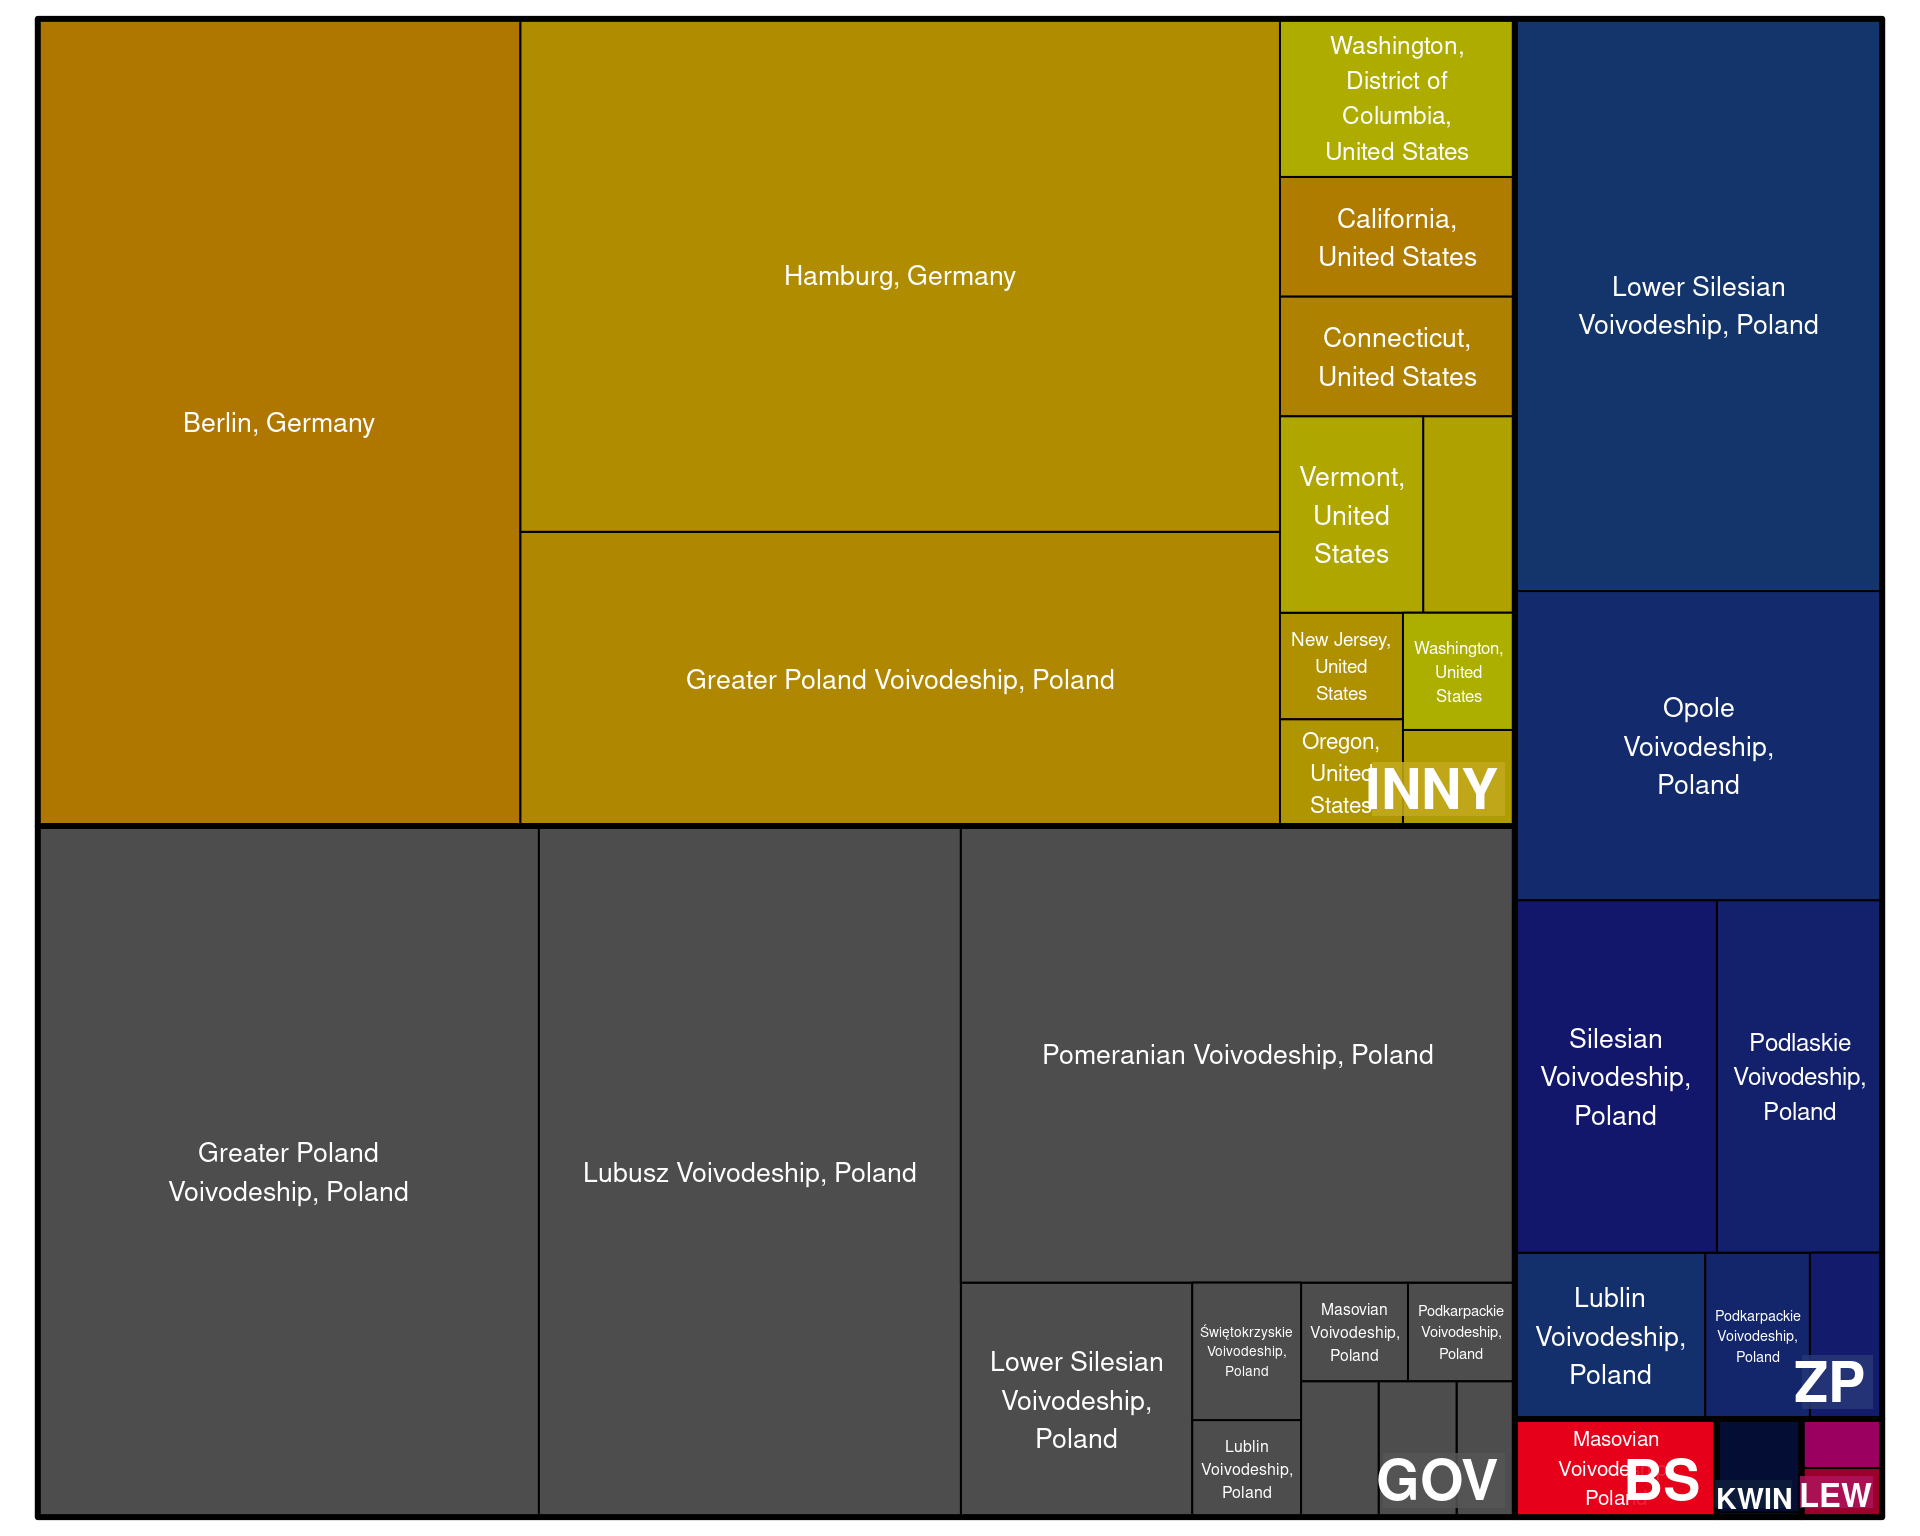 Berlin, Germany
Hamburg, Germany
Greater Poland Voivodeship, Poland
Washington,
District of
Columbia,
United States
California,
United States
Connecticut,
United States
Vermont,
United
States
New Jersey,
United
States
Washington,
United
States
Oregon,
United
States
INNY
Greater Poland
Voivodeship, Poland
Lubusz Voivodeship, Poland
Pomeranian Voivodeship, Poland
Lower Silesian
Voivodeship,
Poland
Świętokrzyskie
Voivodeship,
Poland
Lublin
Voivodeship,
Poland
Masovian
Voivodeship,
Poland
Podkarpackie
Voivodeship,
Poland
GOV
Lower Silesian
Voivodeship, Poland
Opole
Voivodeship,
Poland
Silesian
Voivodeship,
Poland
Podlaskie
Voivodeship,
Poland
Lublin
Voivodeship,
Poland
Podkarpackie
Voivodeship,
Poland
ZP
Masovian
Voivodeship,
Poland
BS
KWIN
LEW